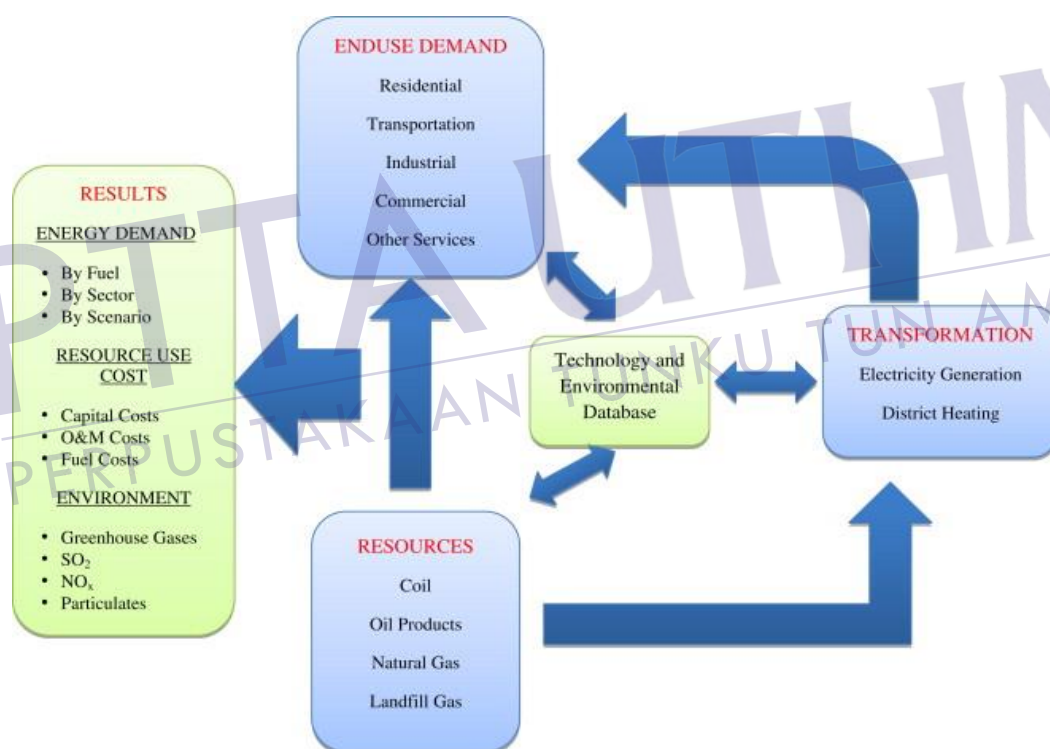 ENDUSE DEMAND
Residential
Transportation
Industrial
Commercial
Other Services
RESULTS
ENERGY DEMAND
• By Fuel
• By Sector
• By Scenario
RESOURCE USE
COST
• Capital Costs
• O&M Costs
• Fuel Costs
ENVIRONMENT
• Greenhouse Gases
• SO₂
• NOₓ
• Particulates
Technology and
Environmental
Database
TRANSFORMATION
Electricity Generation
District Heating
RESOURCES
Coil
Oil Products
Natural Gas
Landfill Gas
PTTA UTHM
PERPUSTAKAAN TUNKU TUN AM